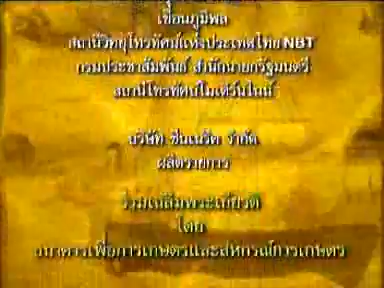 เขื่อนภูมิพล
สถานีวิทยุโทรทัศน์แห่งประเทศไทย NBT
กรมประชาสัมพันธ์ สำนักนายกรัฐมนตรี
สถานีโทรทัศน์โมเดิร์นไนน์
บริษัท ซีนเนริค จำกัด
ผลิตรายการ
ร่วมเฉลิมพระเกียรติ
โดย
ธนาคารเพื่อการเกษตรและสหกรณ์การเกษตร